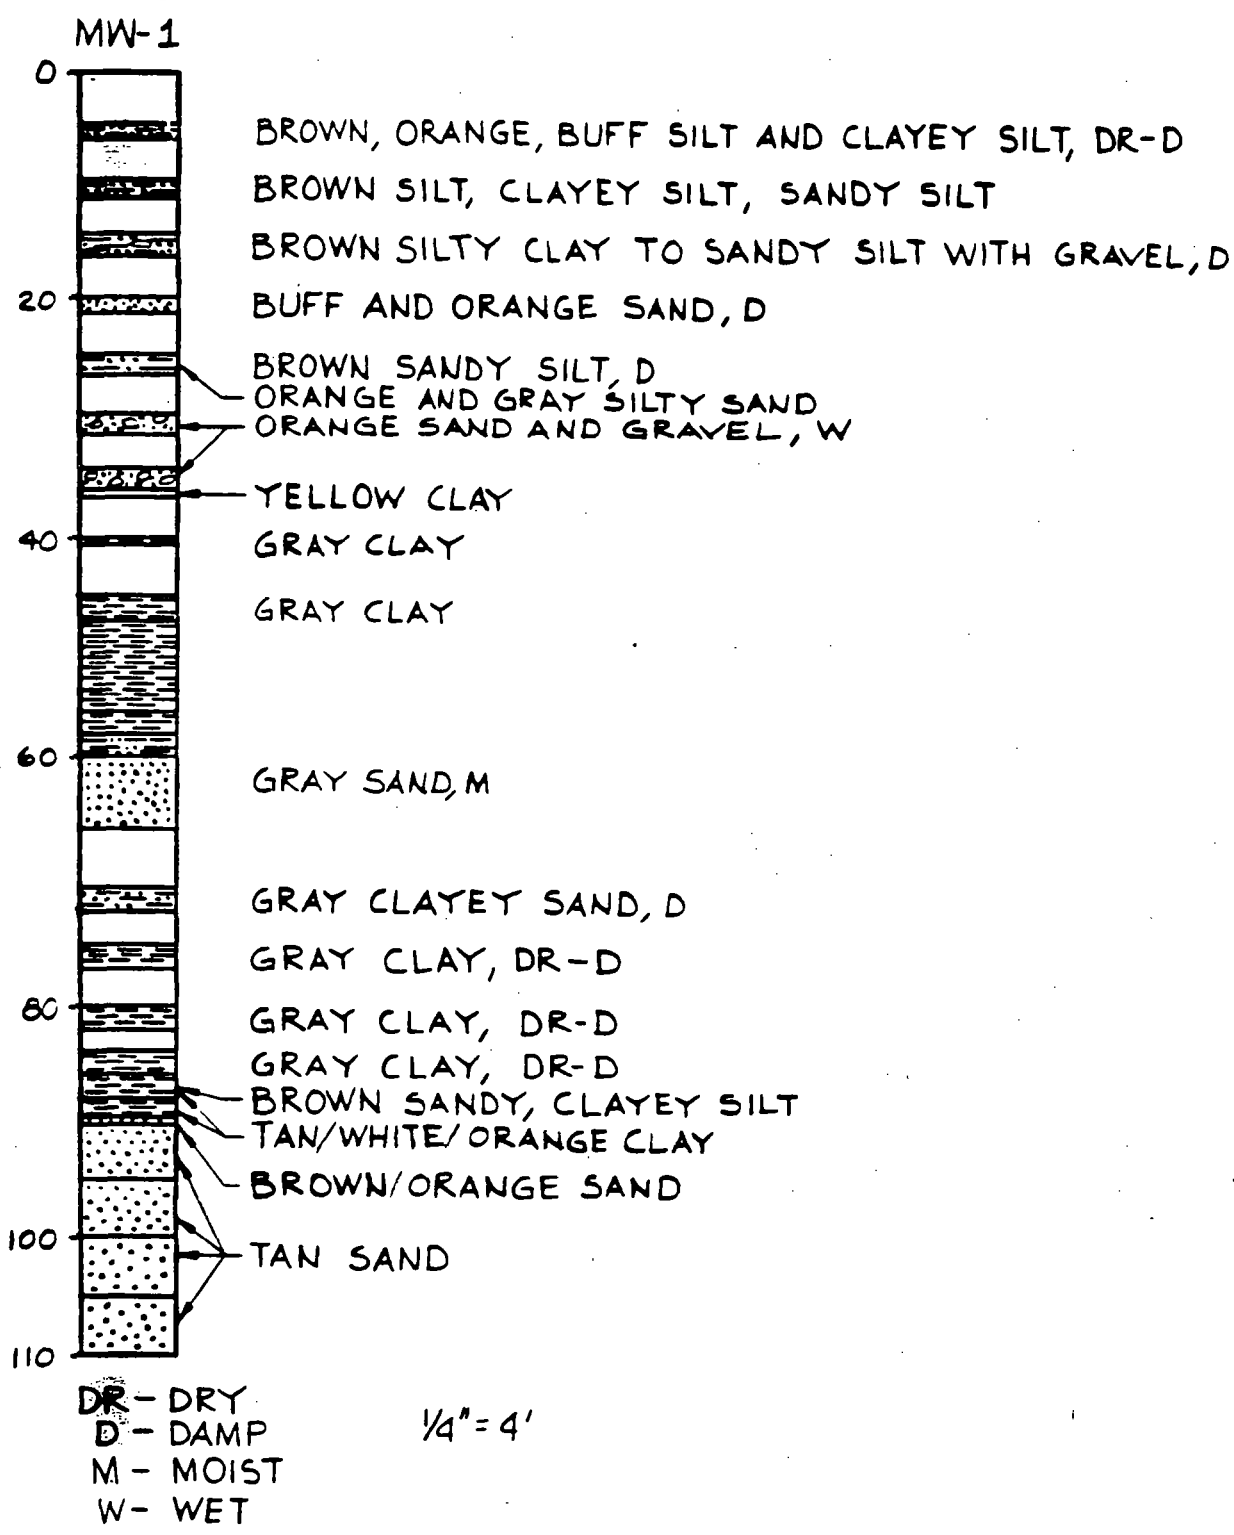 MW-1
0
BROWN, ORANGE, BUFF SILT AND CLAYEY SILT, DR-D
BROWN SILT, CLAYEY SILT, SANDY SILT
BROWN SILTY CLAY TO SANDY SILT WITH GRAVEL, D
20
BUFF AND ORANGE SAND, D
BROWN SANDY SILT, D
ORANGE AND GRAY SILTY SAND
ORANGE SAND AND GRAVEL, W
YELLOW CLAY
40
GRAY CLAY
GRAY CLAY
60
GRAY SAND, M
GRAY CLAYEY SAND, D
GRAY CLAY, DR-D
80
GRAY CLAY, DR-D
GRAY CLAY, DR-D
BROWN SANDY, CLAYEY SILT
TAN/WHITE/ORANGE CLAY
BROWN/ORANGE SAND
100
TAN SAND
110
DR - DRY
D - DAMP
1/4" = 4'
M - MOIST
W - WET